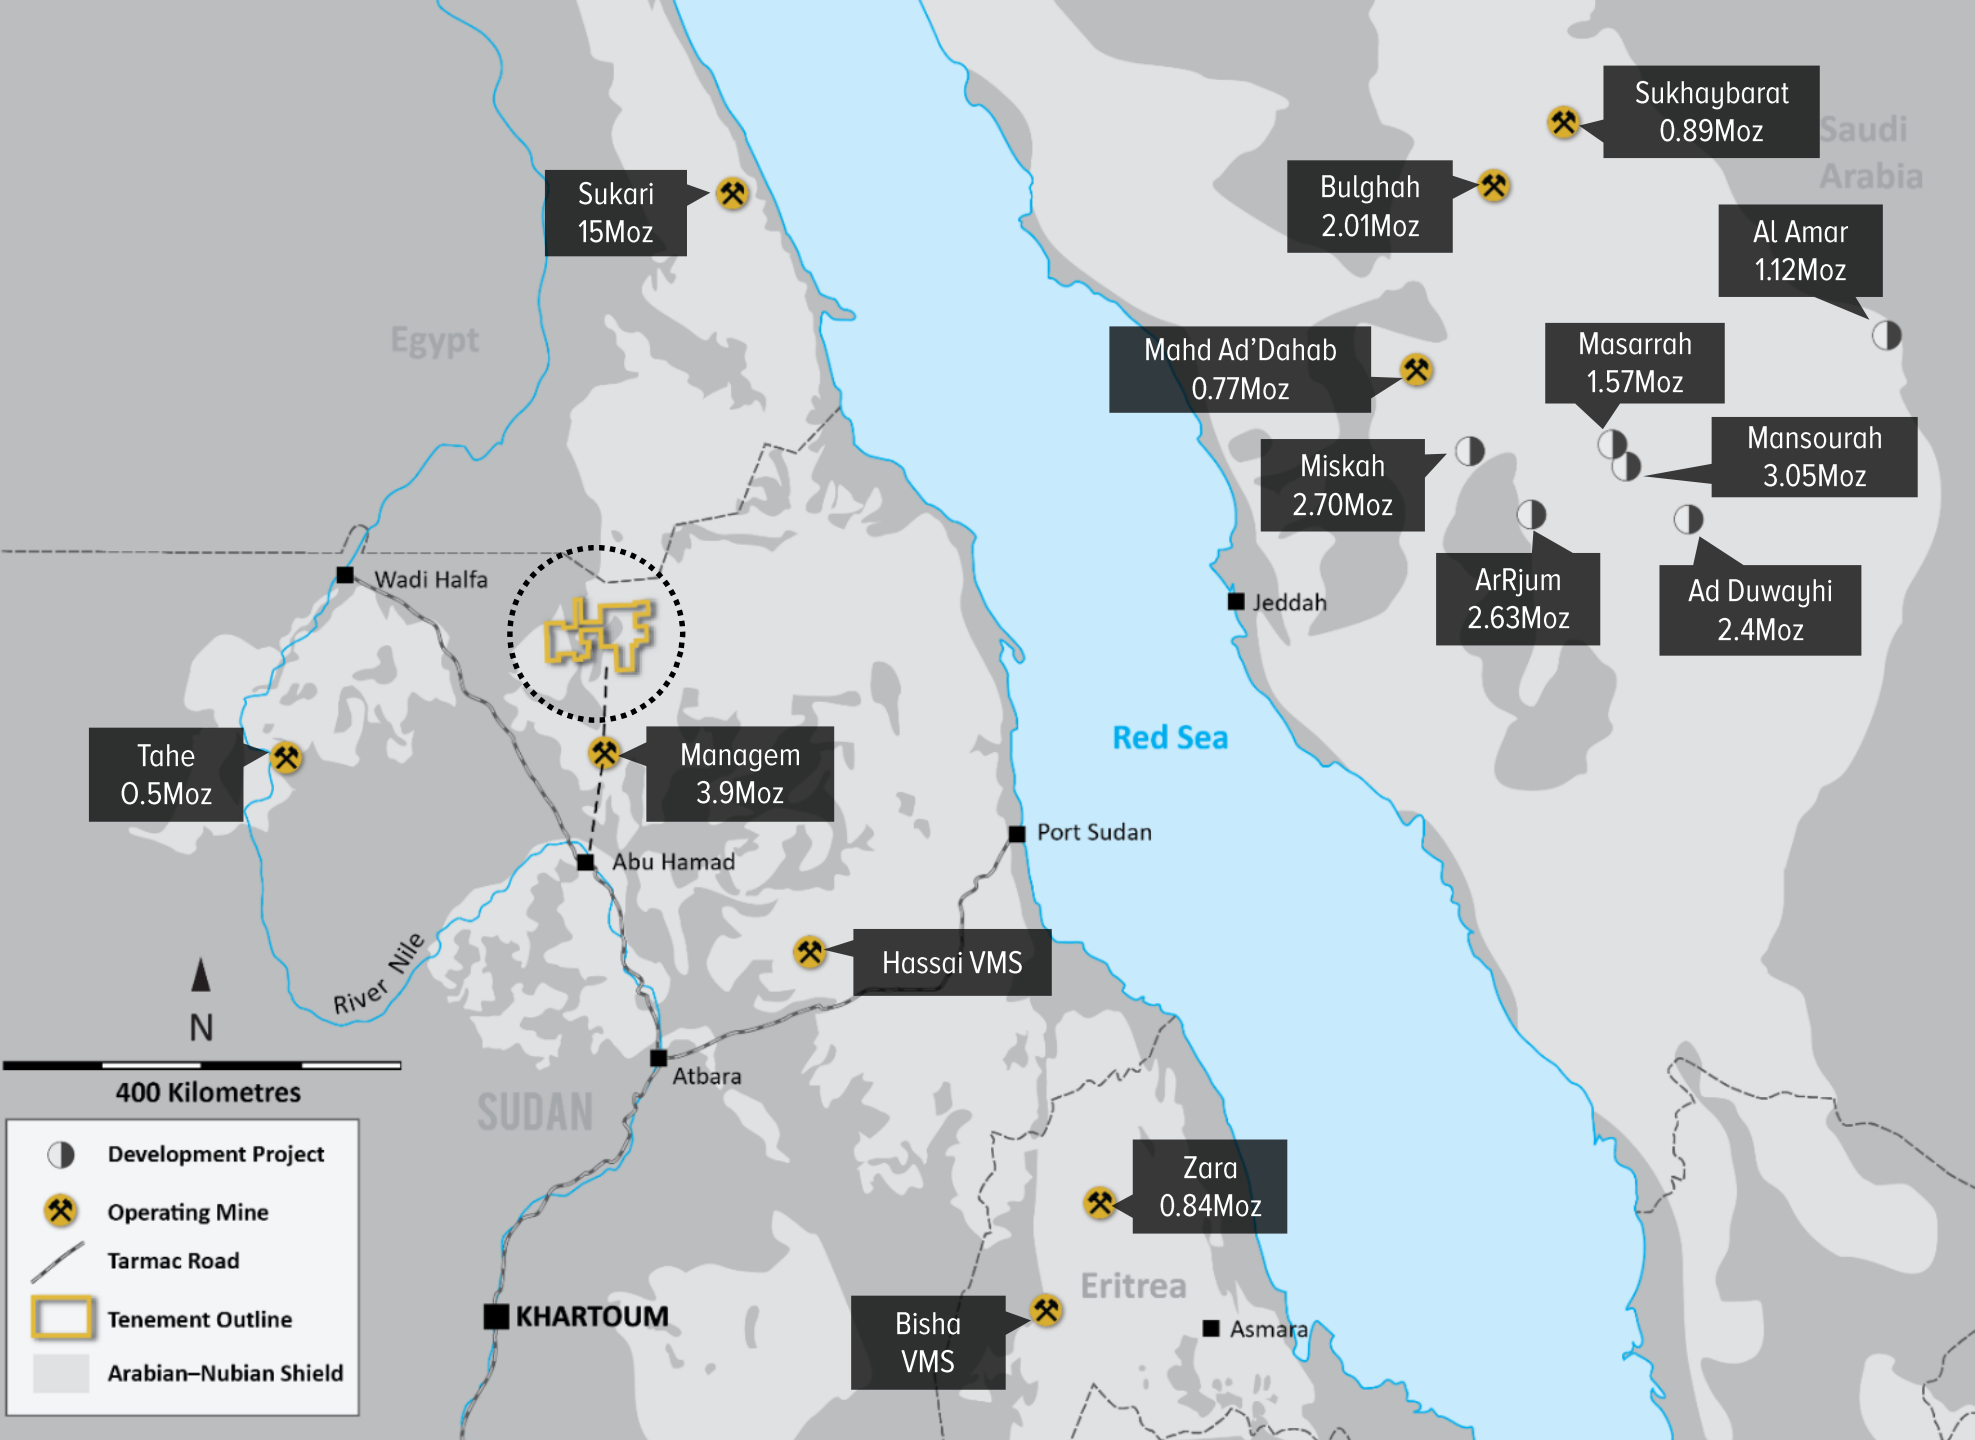 Sukhaybarat
0.89Moz
Saudi
Arabia
Bulghah
2.01Moz
Sukari
15Moz
Al Amar
1.12Moz
Egypt
Mahd Ad’Dahab
0.77Moz
Masarrah
1.57Moz
Mansourah
3.05Moz
Miskah
2.70Moz
ArRjum
2.63Moz
Ad Duwayhi
2.4Moz
Wadi Halfa
Jeddah
Red Sea
Tahe
0.5Moz
Managem
3.9Moz
Port Sudan
Abu Hamad
River Nile
Hassai VMS
N
400 Kilometres
Atbara
SUDAN
Zara
0.84Moz
Eritrea
Bisha
VMS
Asmara
KHARTOUM
Development Project
Operating Mine
Tarmac Road
Tenement Outline
Arabian–Nubian Shield